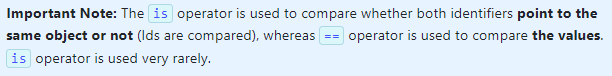 Important Note: The is operator is used to compare whether both identifiers point to the
same object or not (Ids are compared), whereas == operator is used to compare the values.
is operator is used very rarely.